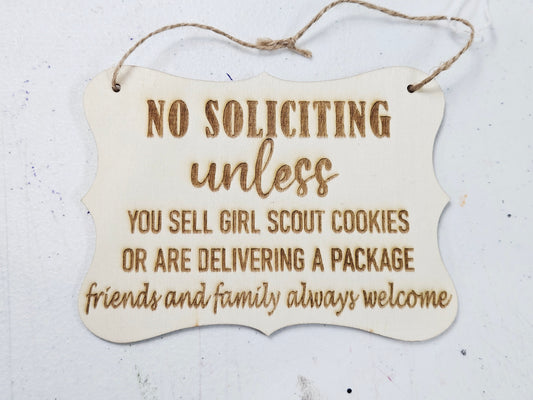 NO SOLICITING
unless
YOU SELL GIRL SCOUT COOKIES
OR ARE DELIVERING A PACKAGE
friends and family always welcome